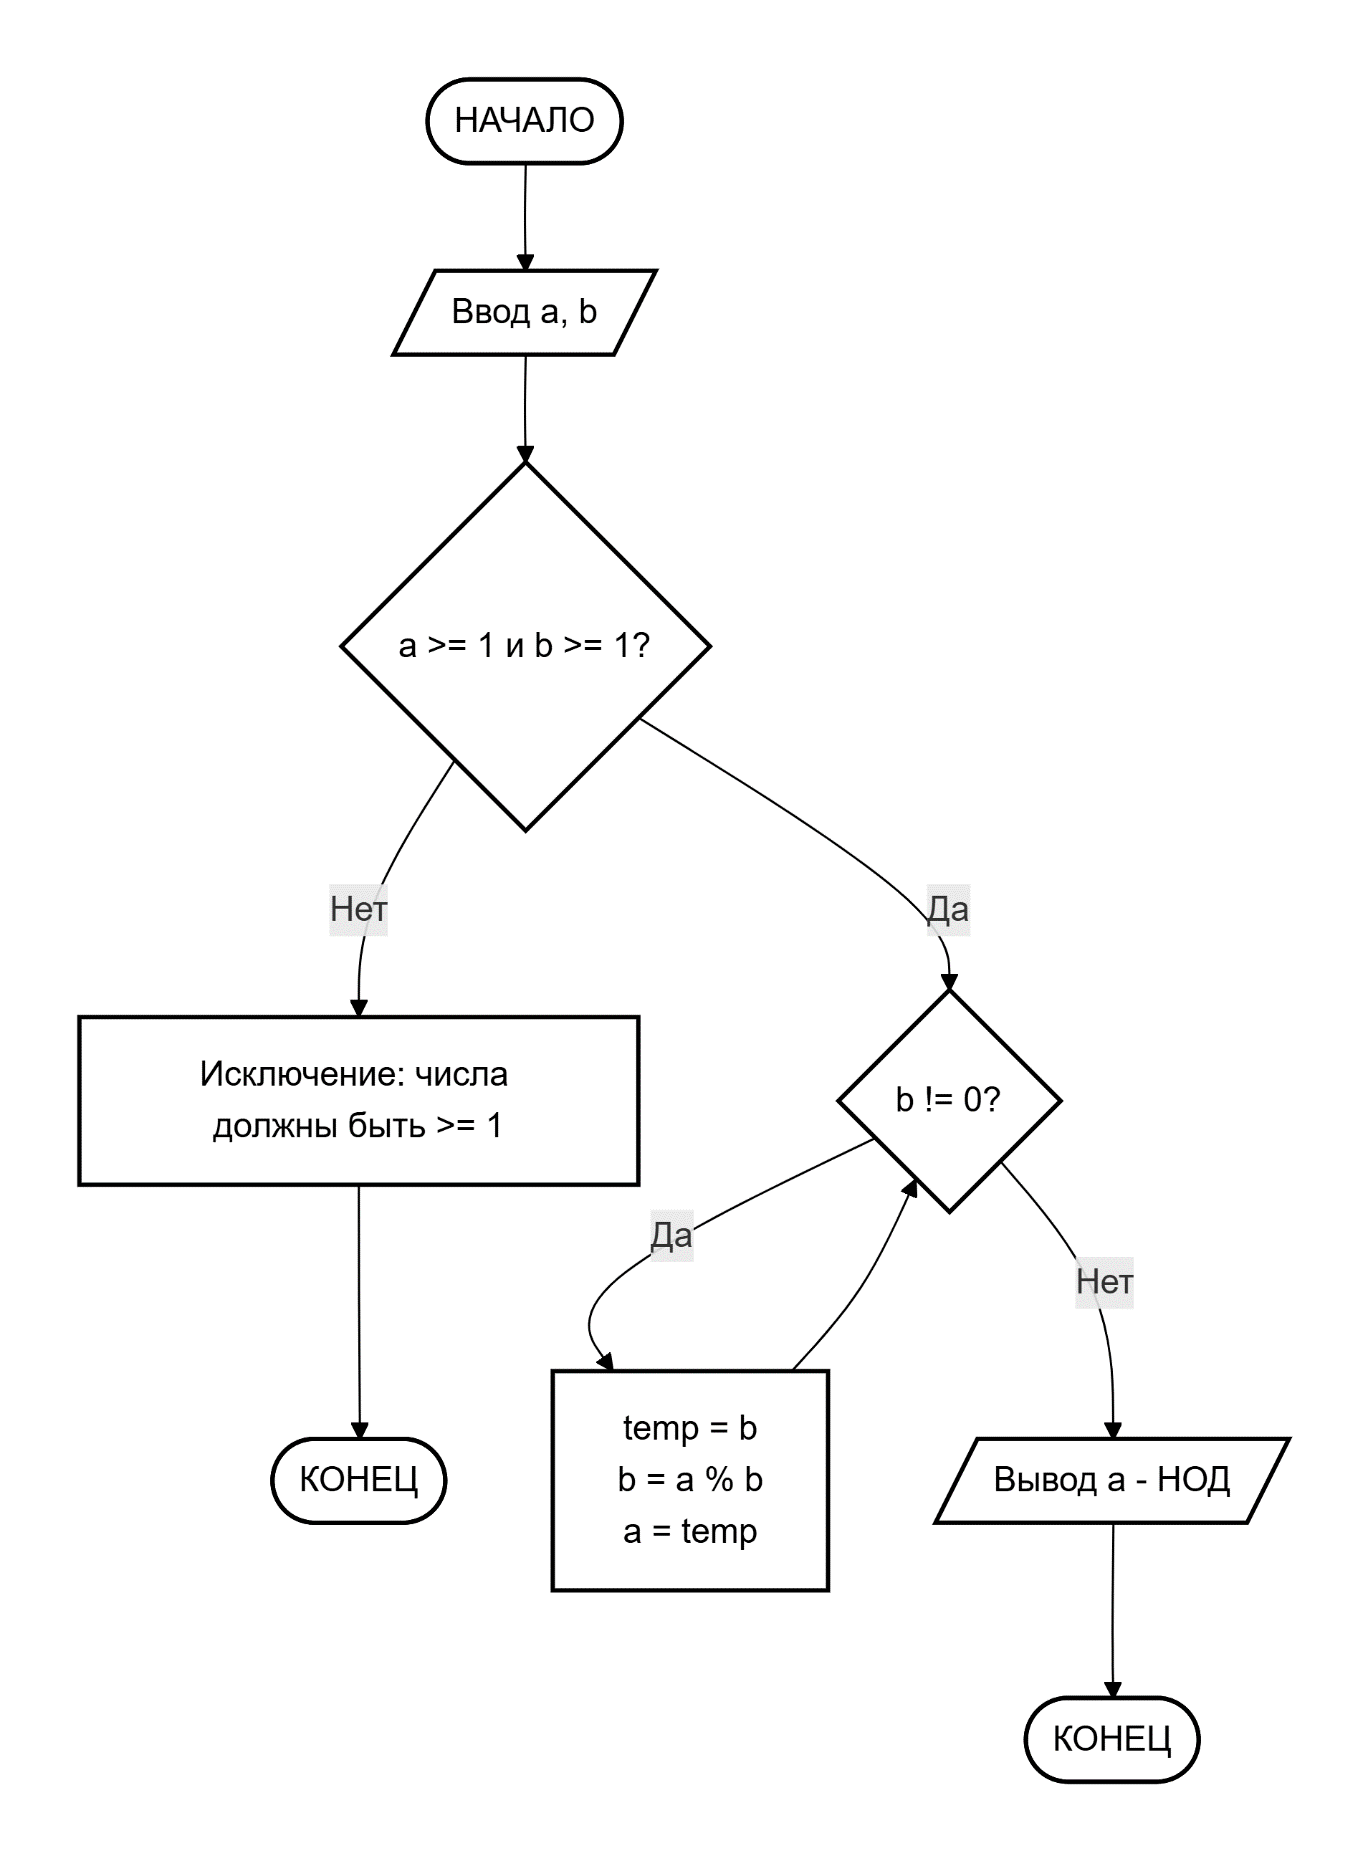 НАЧАЛО
Ввод a, b
a >= 1 и b >= 1?
Нет
Да
Исключение: числа
должны быть >= 1
b != 0?
Да
Нет
temp = b
b = a % b
a = temp
КОНЕЦ
Вывод a - НОД
КОНЕЦ